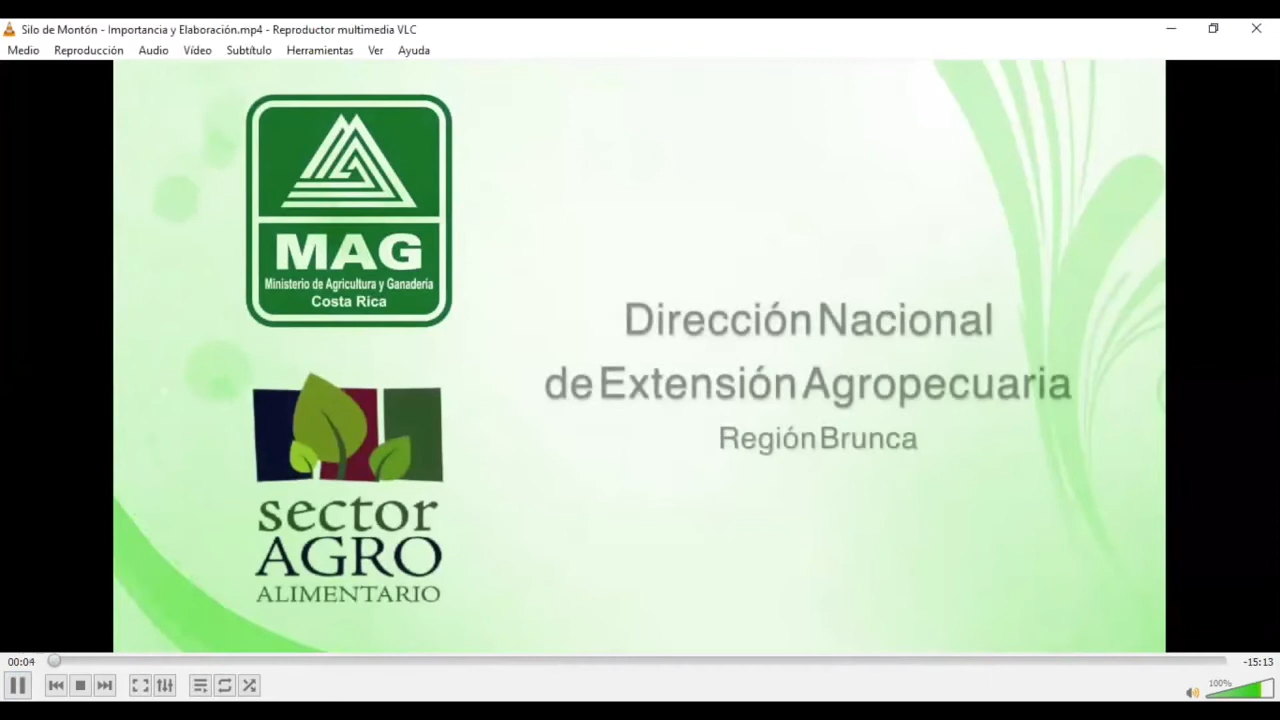 Silo de Montón - Importancia y Elaboración.mp4 - Reproductor multimedia VLC
Medio Reproducción Audio Vídeo Subtítulo Herramientas Ver Ayuda
MAG
Ministerio de Agricultura y Ganadería
Costa Rica
sector
AGRO
ALIMENTARIO
Dirección Nacional
de Extensión Agropecuaria
Región Brunca
00:04
-15:13
100%